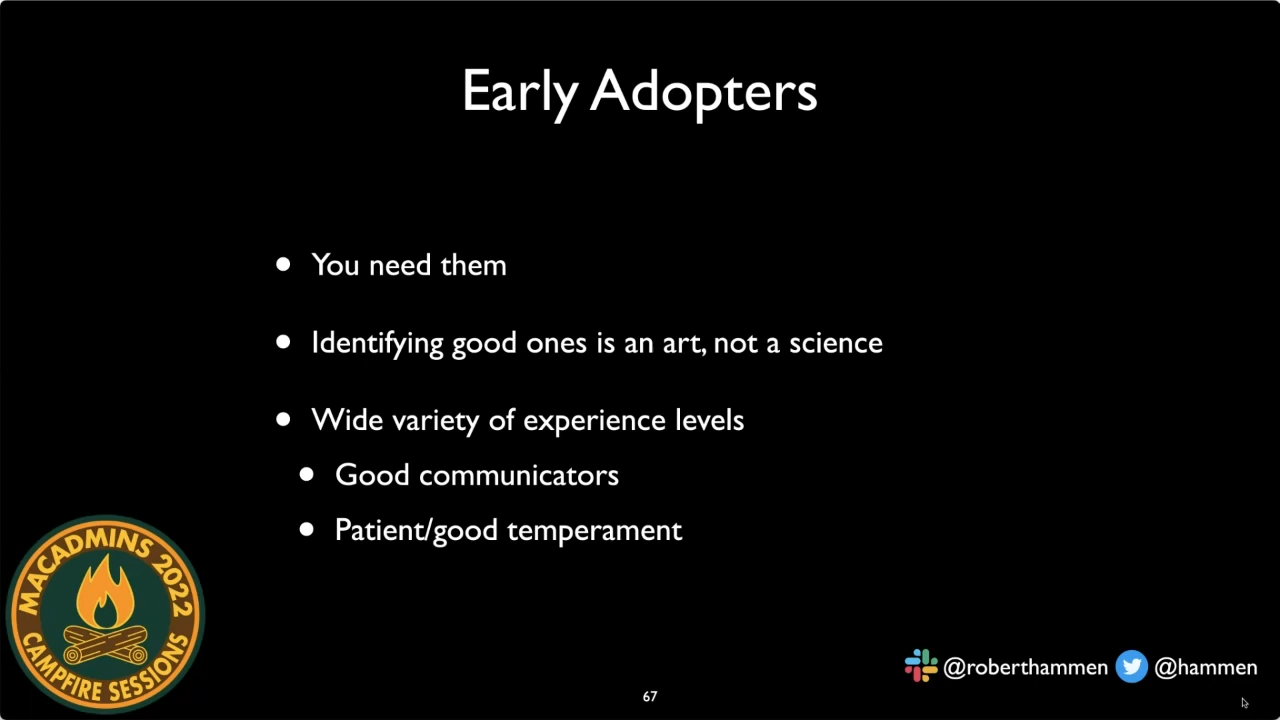 Early Adopters
• You need them
• Identifying good ones is an art, not a science
• Wide variety of experience levels
• Good communicators
• Patient/good temperament
MACADMINS 2022
CAMPFIRE SESSIONS
@roberthammen @hammen
67